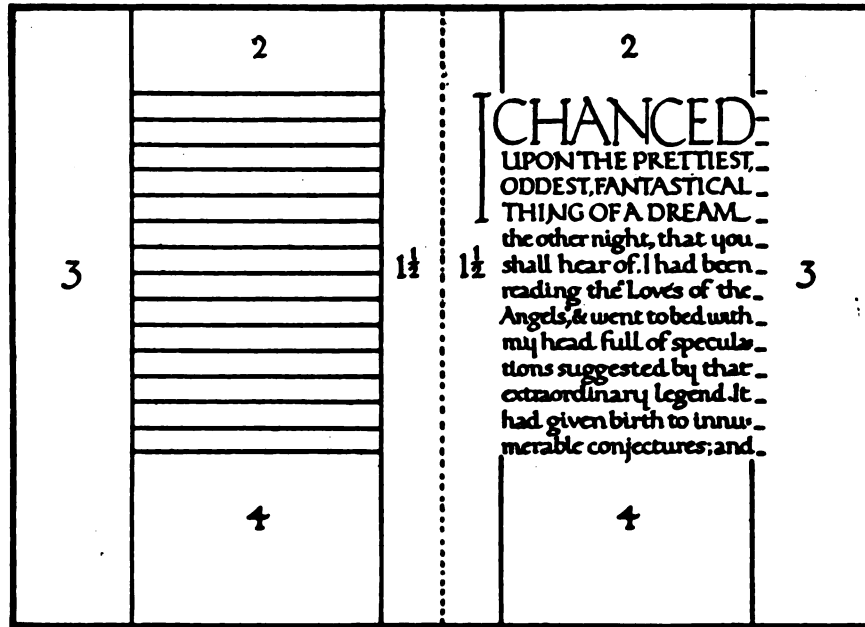 2
3
1½
4
2
I CHANCED
UPON THE PRETTIEST,
ODDEST, FANTASTICAL
THING OF A DREAM
the other night, that you
shall hear of. I had been
reading the 'Loves of the
Angels,' & went to bed with
my head full of specula-
tions suggested by that
extraordinary legend. It
had given birth to innu-
merable conjectures; and
1½
3
4